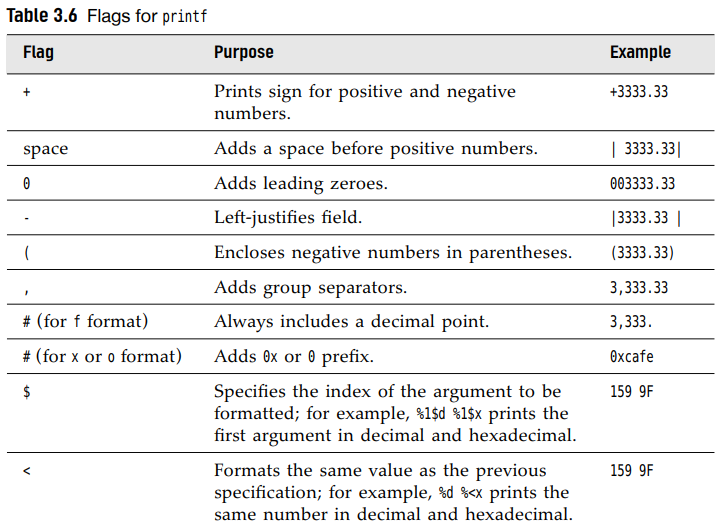 Table 3.6 Flags for printf
Flag Purpose Example
+ Prints sign for positive and negative +3333.33
numbers.
space Adds a space before positive numbers. | 3333.33|
0 Adds leading zeroes. 003333.33
- Left-justifies field. |3333.33 |
( Encloses negative numbers in parentheses. (3333.33)
, Adds group separators. 3,333.33
# (for f format) Always includes a decimal point. 3,333.
# (for x or o format) Adds 0x or 0 prefix. 0xcafe
$ Specifies the index of the argument to be 159 9F
formatted; for example, %1$d %1$x prints the
first argument in decimal and hexadecimal.
< Formats the same value as the previous 159 9F
specification; for example, %d %<x prints the
same number in decimal and hexadecimal.